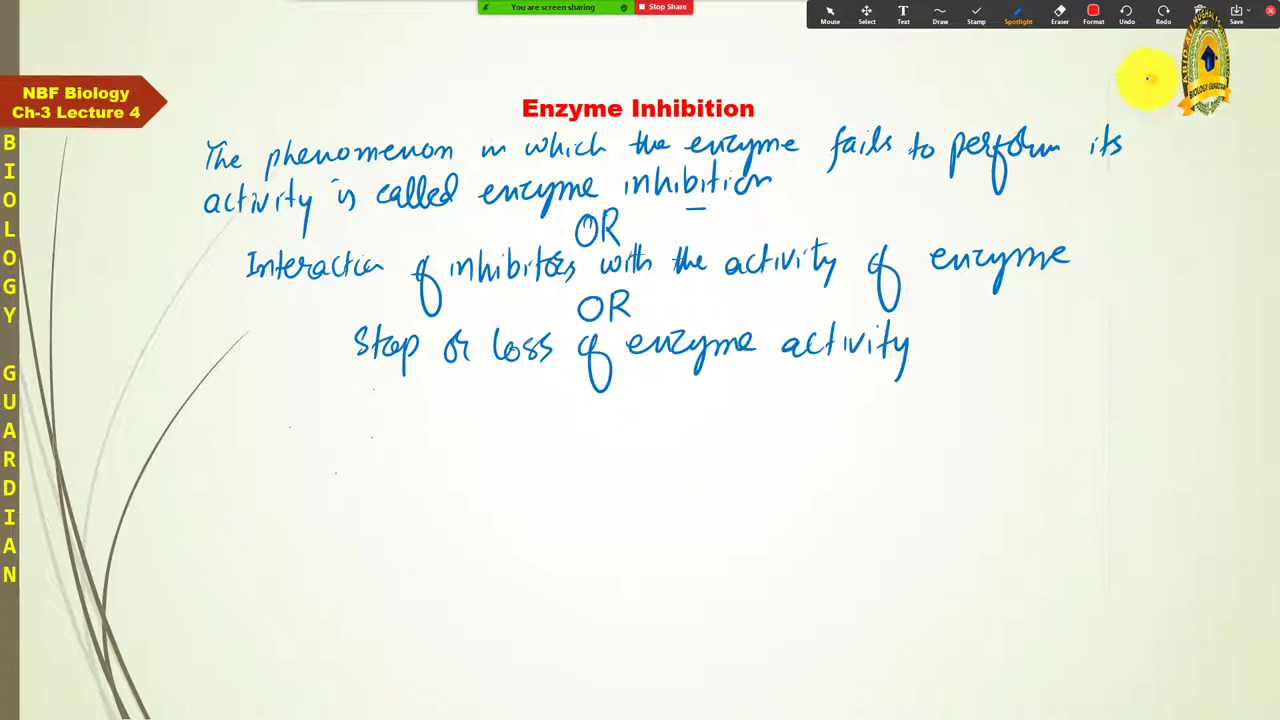 You are screen sharing
Stop Share
Mouse
Select
Text
Draw
Stamp
Spotlight
Eraser
Format
Undo
Redo
Save
NBF Biology
Ch-3 Lecture 4
BIOLOGY GUARDIAN
Enzyme Inhibition
The phenomenon in which the enzyme fails to perform its
activity is called enzyme inhibition
OR
Interaction of inhibitors with the activity of enzyme
OR
Stop or loss of enzyme activity